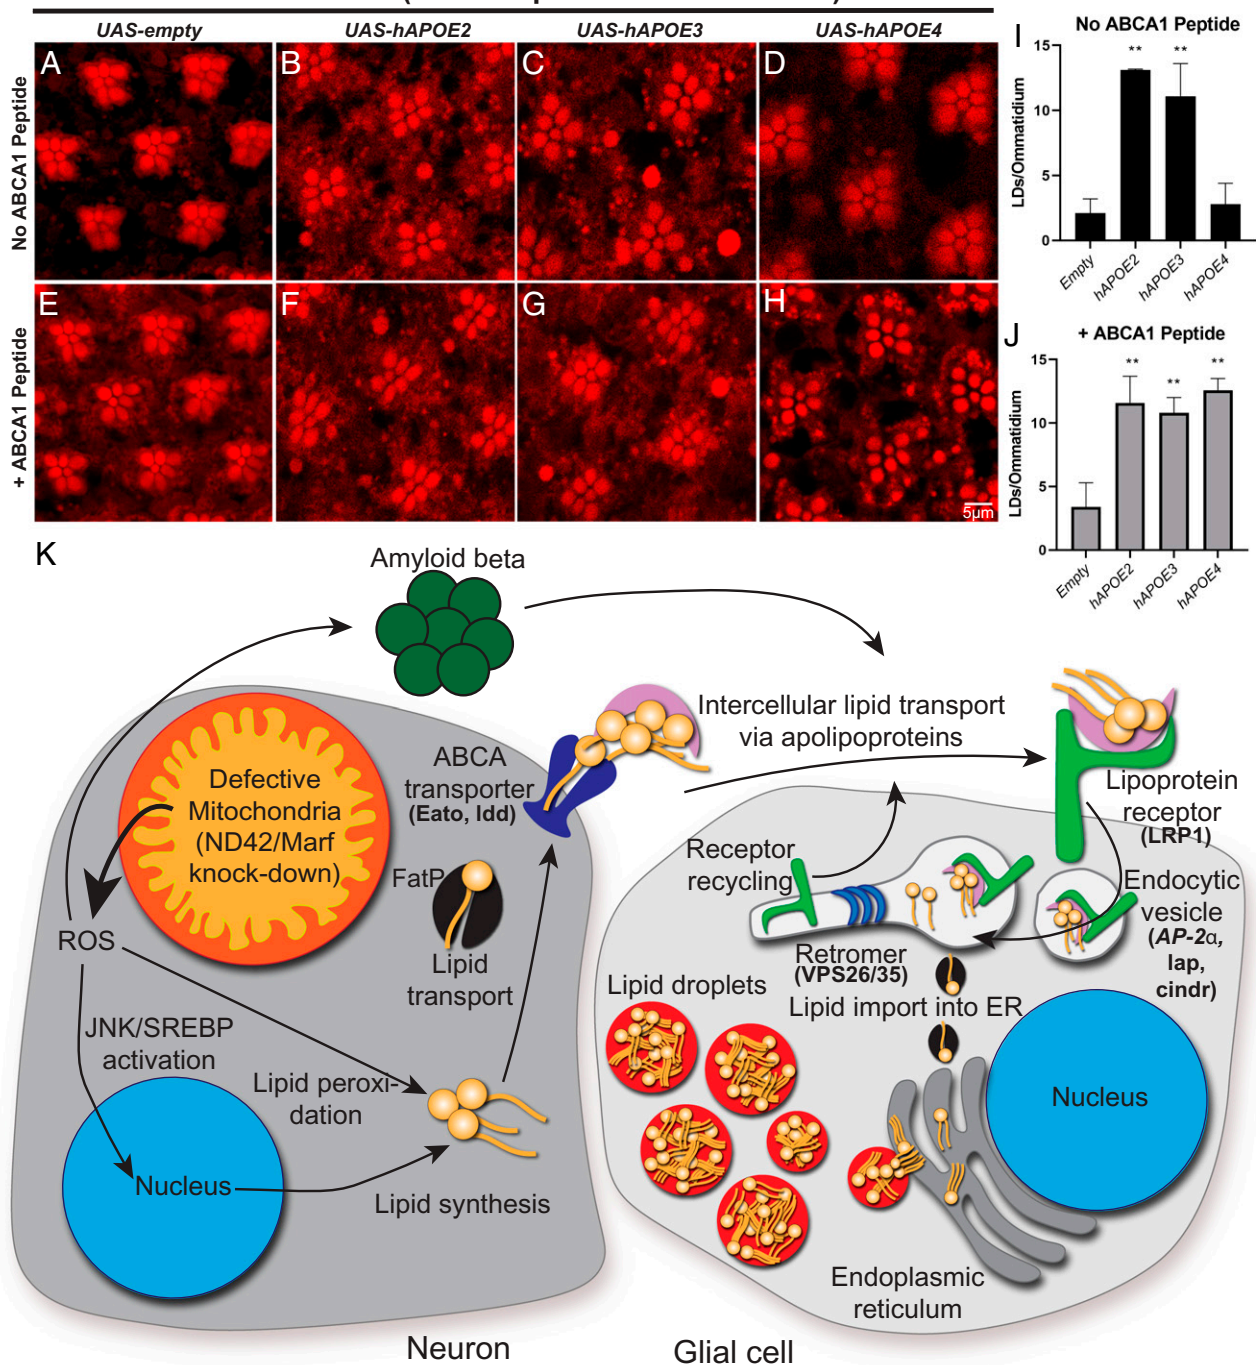 UAS-empty UAS-hAPOE2 UAS-hAPOE3 UAS-hAPOE4
No ABCA1 Peptide
A B C D
+ ABCA1 Peptide
E F G H
5µm
I
No ABCA1 Peptide
LDs/Ommatidium
15
10
5
0
** **
Empty hAPOE2 hAPOE3 hAPOE4
J
+ ABCA1 Peptide
LDs/Ommatidium
15
10
5
0
** ** **
Empty hAPOE2 hAPOE3 hAPOE4
K
Amyloid beta
Defective
Mitochondria
(ND42/Marf
knock-down)
ROS
JNK/SREBP
activation
Nucleus
Lipid peroxi-
dation
Lipid synthesis
FatP
Lipid
transport
ABCA
transporter
(Eato, Idd)
Intercellular lipid transport
via apolipoproteins
Lipoprotein
receptor
(LRP1)
Receptor
recycling
Endocytic
vesicle
(AP-2α,
lap,
cindr)
Retromer
(VPS26/35)
Lipid import into ER
Lipid droplets
Nucleus
Endoplasmic
reticulum
Neuron
Glial cell